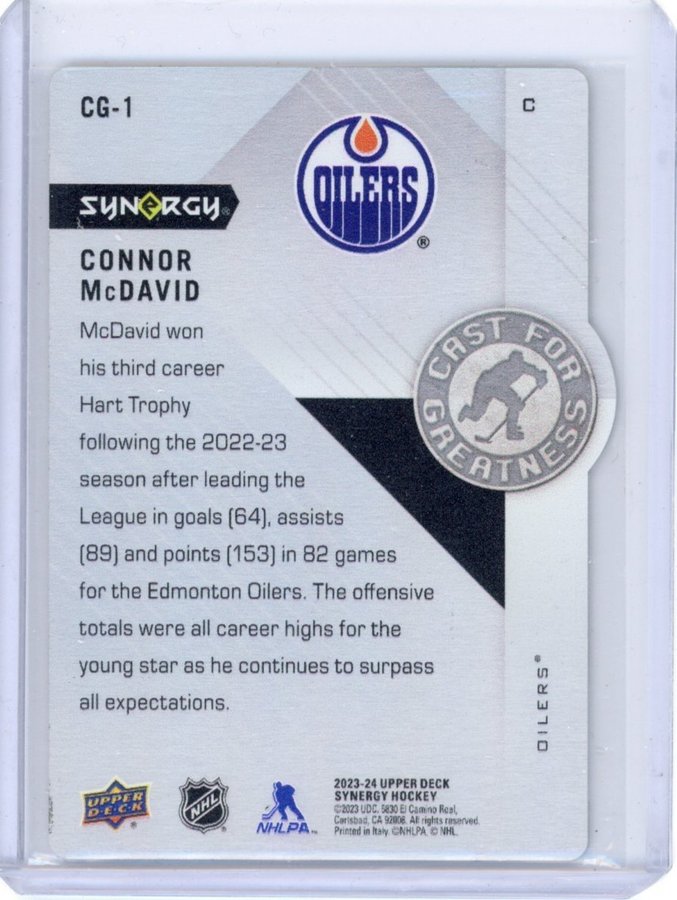 CG-1
C
OILERS
®
SYNERGY®
CONNOR
McDAVID
McDavid won
his third career
Hart Trophy
following the 2022-23
season after leading the
League in goals (64), assists
(89) and points (153) in 82 games
for the Edmonton Oilers. The offensive
totals were all career highs for the
young star as he continues to surpass
all expectations.
CAST FOR
GREATNESS
OILERS®
UPPER
DECK
NHL
NHLPA
2023-24 UPPER DECK
SYNERGY HOCKEY
©2023 UDC, 5830 El Camino Real,
Carlsbad, CA 92008. All rights reserved.
Printed in Italy. ©NHLPA. © NHL.